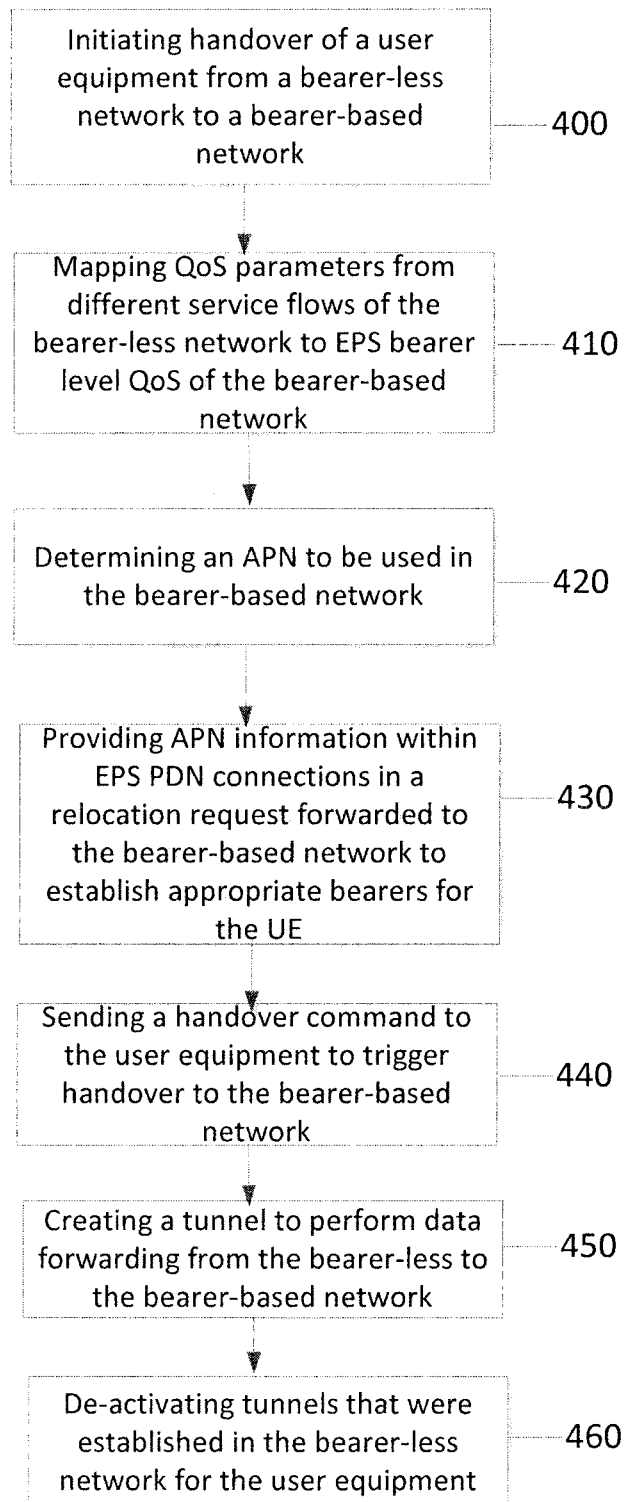 Initiating handover of a user
equipment from a bearer-less
network to a bearer-based
network
400
Mapping QoS parameters from
different service flows of the
bearer-less network to EPS bearer
level QoS of the bearer-based
network
410
Determining an APN to be used in
the bearer-based network
420
Providing APN information within
EPS PDN connections in a
relocation request forwarded to
the bearer-based network to
establish appropriate bearers for
the UE
430
Sending a handover command to
the user equipment to trigger
handover to the bearer-based
network
440
Creating a tunnel to perform data
forwarding from the bearer-less to
the bearer-based network
450
De-activating tunnels that were
established in the bearer-less
network for the user equipment
460